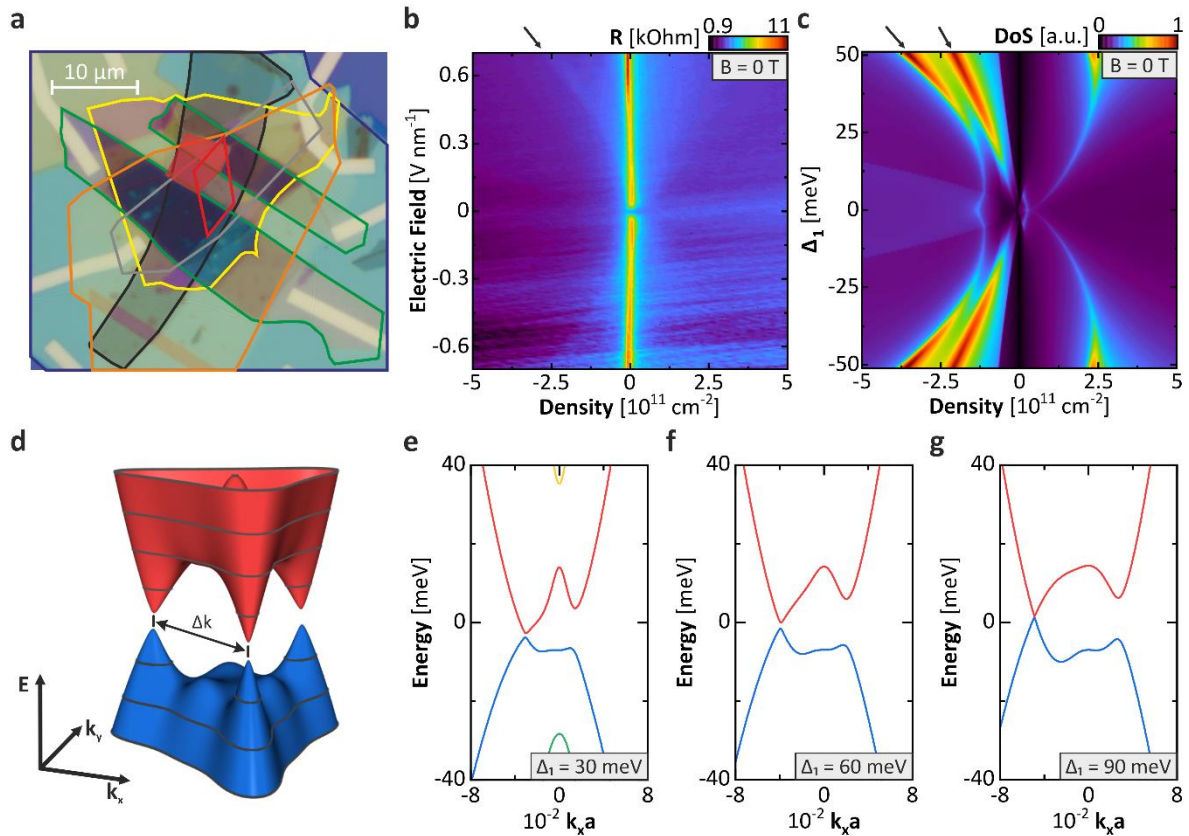 a
10 μm
b
R [kOhm] 0.9 11
B = 0 T
Electric Field [V nm⁻¹]
0.6
0.3
0
-0.3
-0.6
-5 -2.5 0 2.5 5
Density [10¹¹ cm⁻²]
c
DoS [a.u.] 0 1
B = 0 T
Δ₁ [meV]
50
25
0
-25
-50
-5 -2.5 0 2.5 5
Density [10¹¹ cm⁻²]
d
Δk
E
k_y
k_x
e
Energy [meV]
40
0
-40
Δ₁ = 30 meV
-8 0 8
10⁻² kₓa
f
Energy [meV]
40
0
-40
Δ₁ = 60 meV
-8 0 8
10⁻² kₓa
g
Energy [meV]
40
0
-40
Δ₁ = 90 meV
-8 0 8
10⁻² kₓa